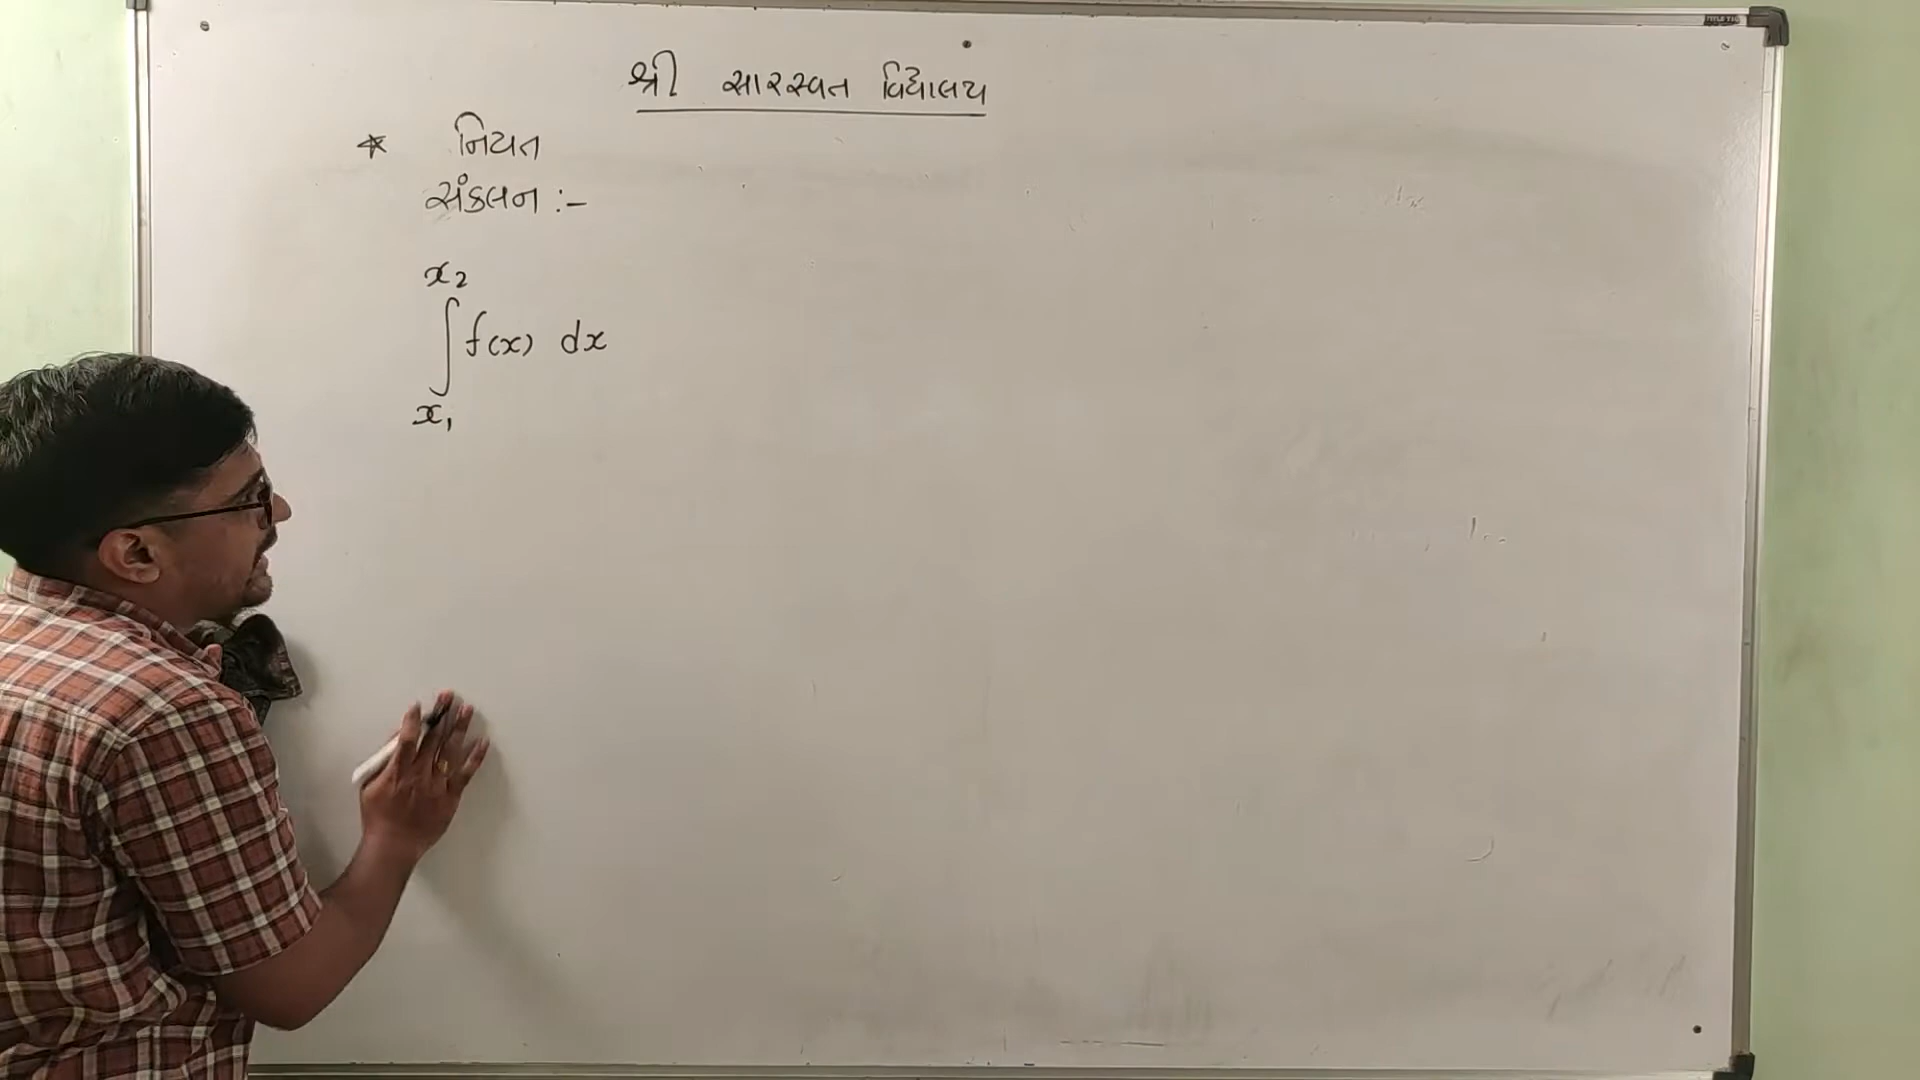 શ્રી સારસ્વત વિદ્યાલય
* નિયત
સંકલન :-
x₂
∫ f(x) dx
x₁